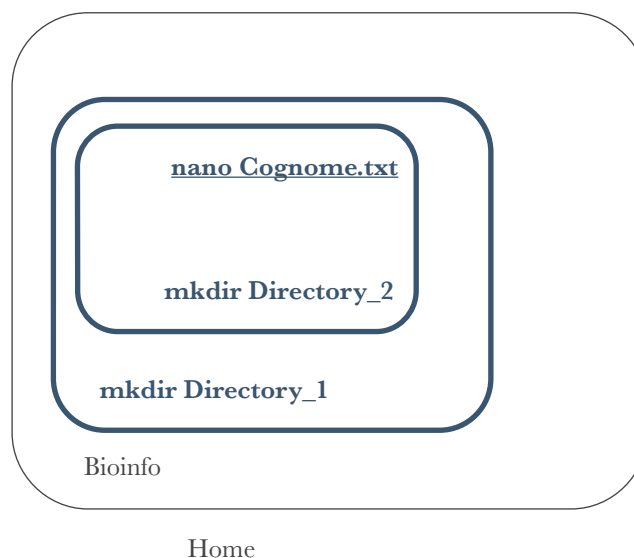 nano Cognome.txt
mkdir Directory_2
mkdir Directory_1
Bioinfo
Home